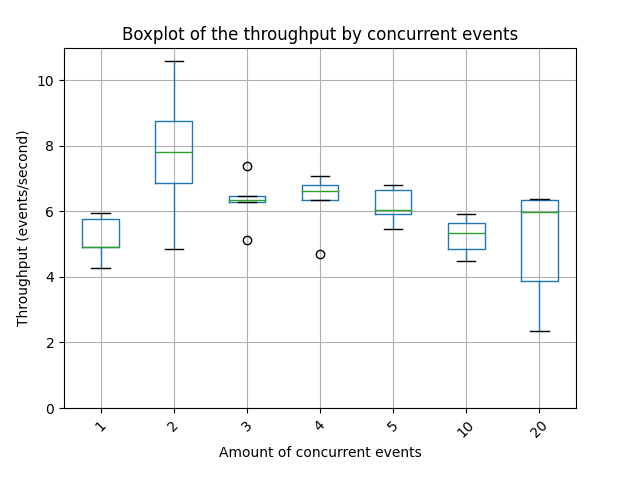 Boxplot of the throughput by concurrent events
Throughput (events/second)
10
8
6
4
2
0
1 2 3 4 5 10 20
Amount of concurrent events